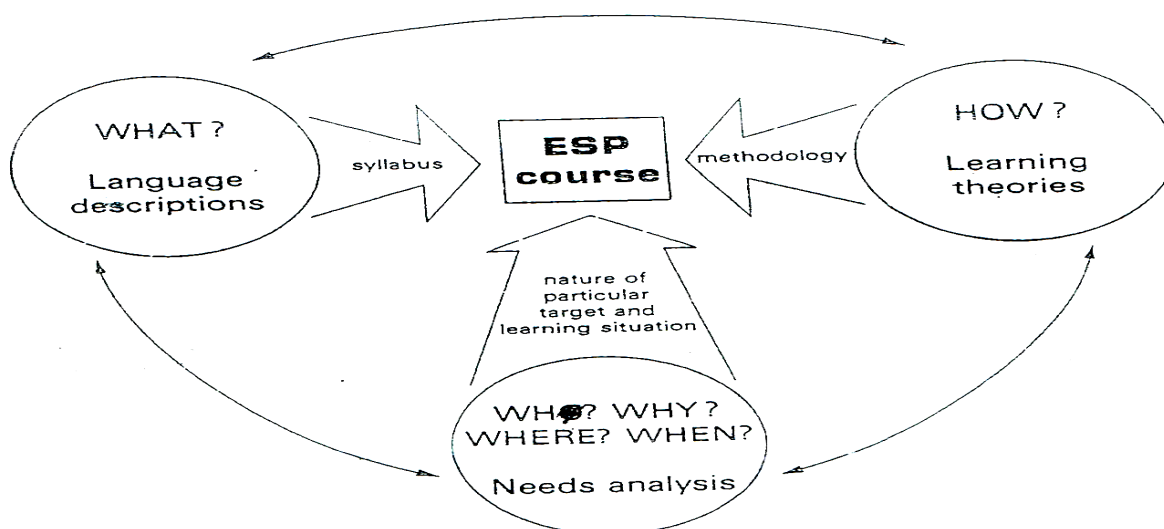 WHAT?
Language
descriptions
syllabus
ESP
course
methodology
HOW?
Learning
theories
nature of
particular
target and
learning situation
WHO? WHY?
WHERE? WHEN?
Needs analysis